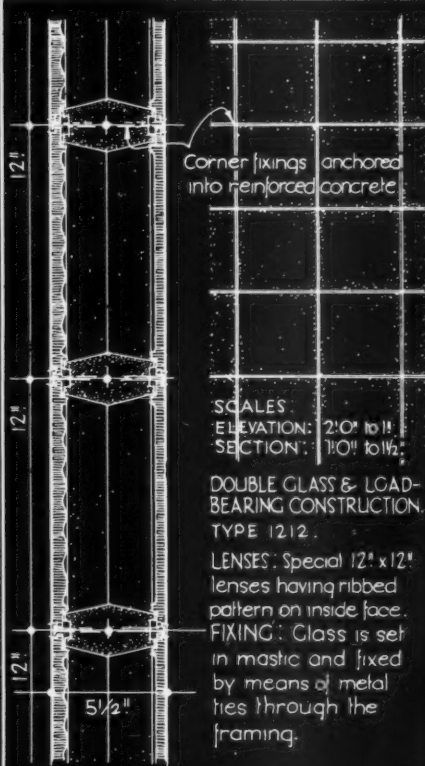 12"
12"
12"
5½"
Corner fixings anchored
into reinforced concrete.
SCALES
ELEVATION: 2'.0" to 1"
SECTION: 1'.0" to 1½"
DOUBLE GLASS & LOAD-
BEARING CONSTRUCTION.
TYPE 1212.
LENSES: Special 12" x 12"
lenses having ribbed
pattern on inside face.
FIXING: Glass is set
in mastic and fixed
by means of metal
ties through the
framing.